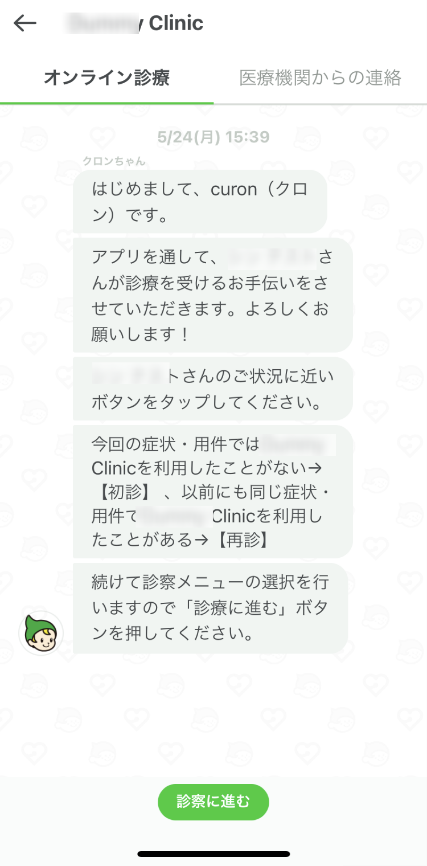 Clinic
オンライン診療
医療機関からの連絡
5/24(月) 15:39
クロンちゃん
はじめまして、curon（クロ
ン）です。
アプリを通して、 さ
んが診療を受けるお手伝いをさ
せていただきます。よろしくお
願いします！
トさんのご状況に近い
ボタンをタップしてください。
今回の症状・用件では
Clinicを利用したことがない→
【初診】 、以前にも同じ症状・
用件で Clinicを利用し
たことがある→【再診】
続けて診察メニューの選択を行
いますので「診療に進む」ボタ
ンを押してください。
診察に進む